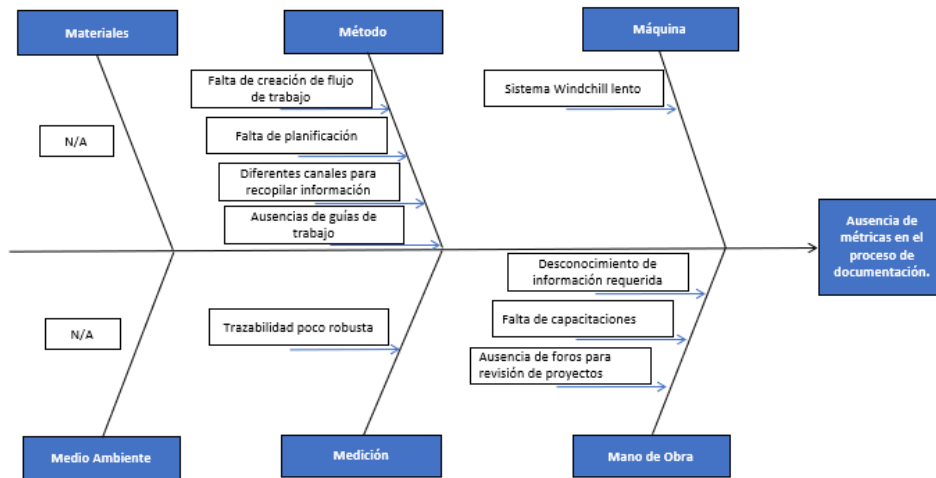 Materiales
Método
Máquina
Falta de creación de flujo
de trabajo
Sistema Windchill lento
N/A
Falta de planificación
Diferentes canales para
recopilar información
Ausencias de guías de
trabajo
Ausencia de
métricas en el
proceso de
documentación.
Desconocimiento de
información requerida
N/A
Trazabilidad poco robusta
Falta de capacitaciones
Ausencia de foros para
revisión de proyectos
Medio Ambiente
Medición
Mano de Obra